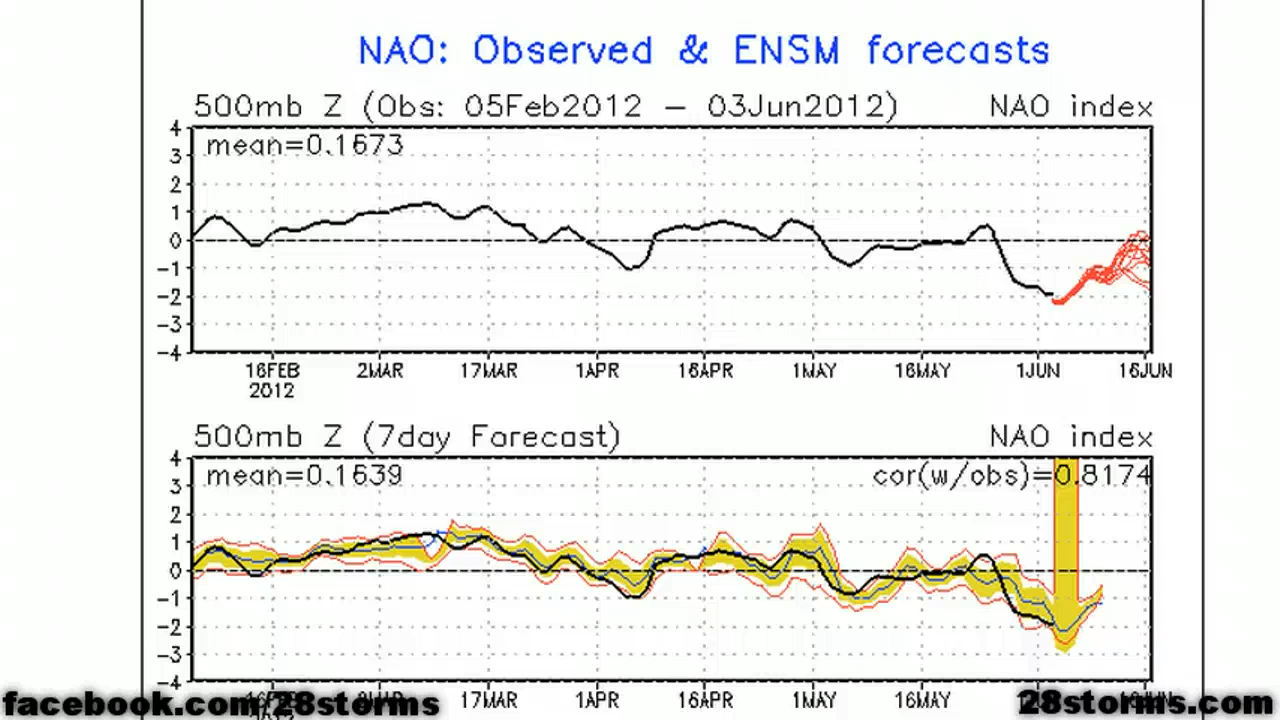 NAO: Observed & ENSM forecasts
500mb Z (Obs: 05Feb2012 – 03Jun2012) NAO index
mean=0.1673
4
3
2
1
0
−1
−2
−3
−4
16FEB 2MAR 17MAR 1APR 16APR 1MAY 16MAY 1JUN 16JUN
2012
500mb Z (7day Forecast) NAO index
mean=0.1639 cor(w/obs)=0.8174
4
3
2
1
0
−1
−2
−3
−4
17MAR 1APR 16APR 1MAY 16MAY
facebook.com/28storms 28storms.com